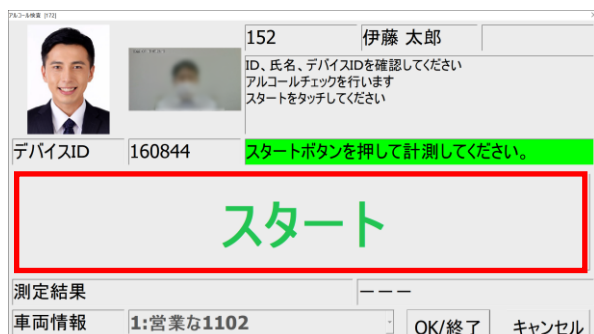 アルコール検査 [172]
152
伊藤 太郎
ID、氏名、デバイスIDを確認してください
アルコールチェックを行います
スタートをタッチしてください
デバイスID
160844
スタートボタンを押して計測してください。
スタート
測定結果
ーーー
車両情報
1:営業な1102
OK/終了
キャンセル